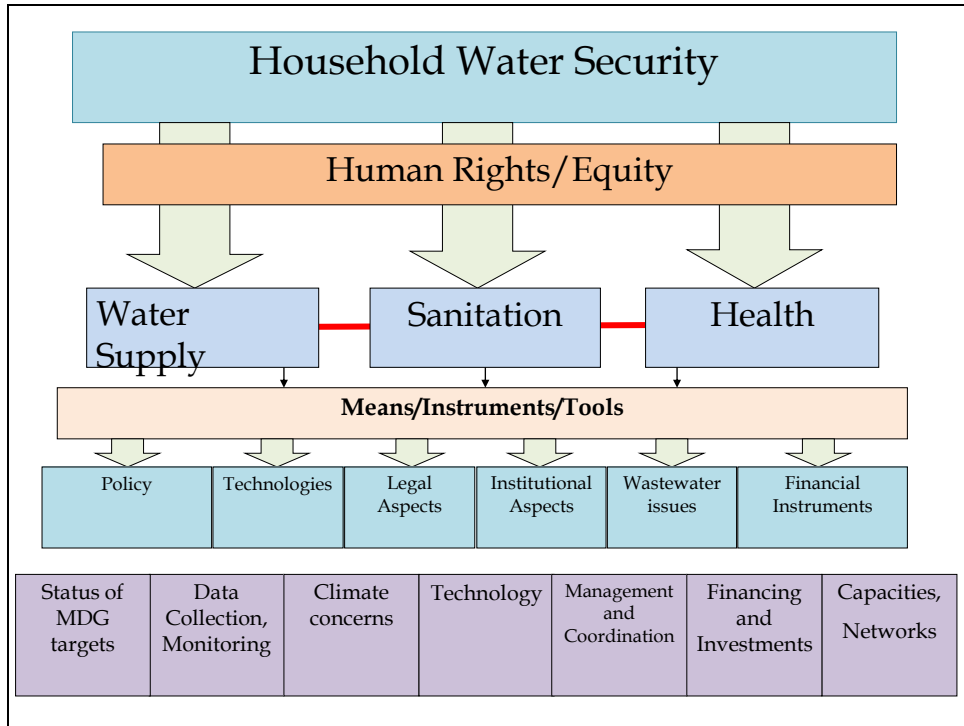 Household Water Security
Human Rights/Equity
Water
Supply
Sanitation
Health
Means/Instruments/Tools
Policy
Technologies
Legal
Aspects
Institutional
Aspects
Wastewater
issues
Financial
Instruments
Status of
MDG
targets
Data
Collection,
Monitoring
Climate
concerns
Technology
Management
and
Coordination
Financing
and
Investments
Capacities,
Networks